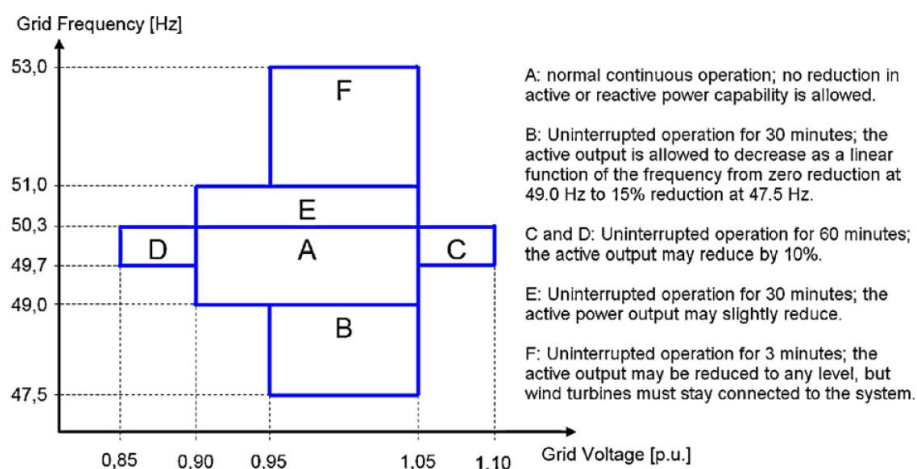 Grid Frequency [Hz]
53,0
51,0
50,3
49,7
49,0
47,5
F
E
D
A
C
B
0,85
0,90
0,95
1,05
1,10
Grid Voltage [p.u.]
A: normal continuous operation; no reduction in
active or reactive power capability is allowed.
B: Uninterrupted operation for 30 minutes; the
active output is allowed to decrease as a linear
function of the frequency from zero reduction at
49.0 Hz to 15% reduction at 47.5 Hz.
C and D: Uninterrupted operation for 60 minutes;
the active output may reduce by 10%.
E: Uninterrupted operation for 30 minutes; the
active power output may slightly reduce.
F: Uninterrupted operation for 3 minutes; the
active output may be reduced to any level, but
wind turbines must stay connected to the system.